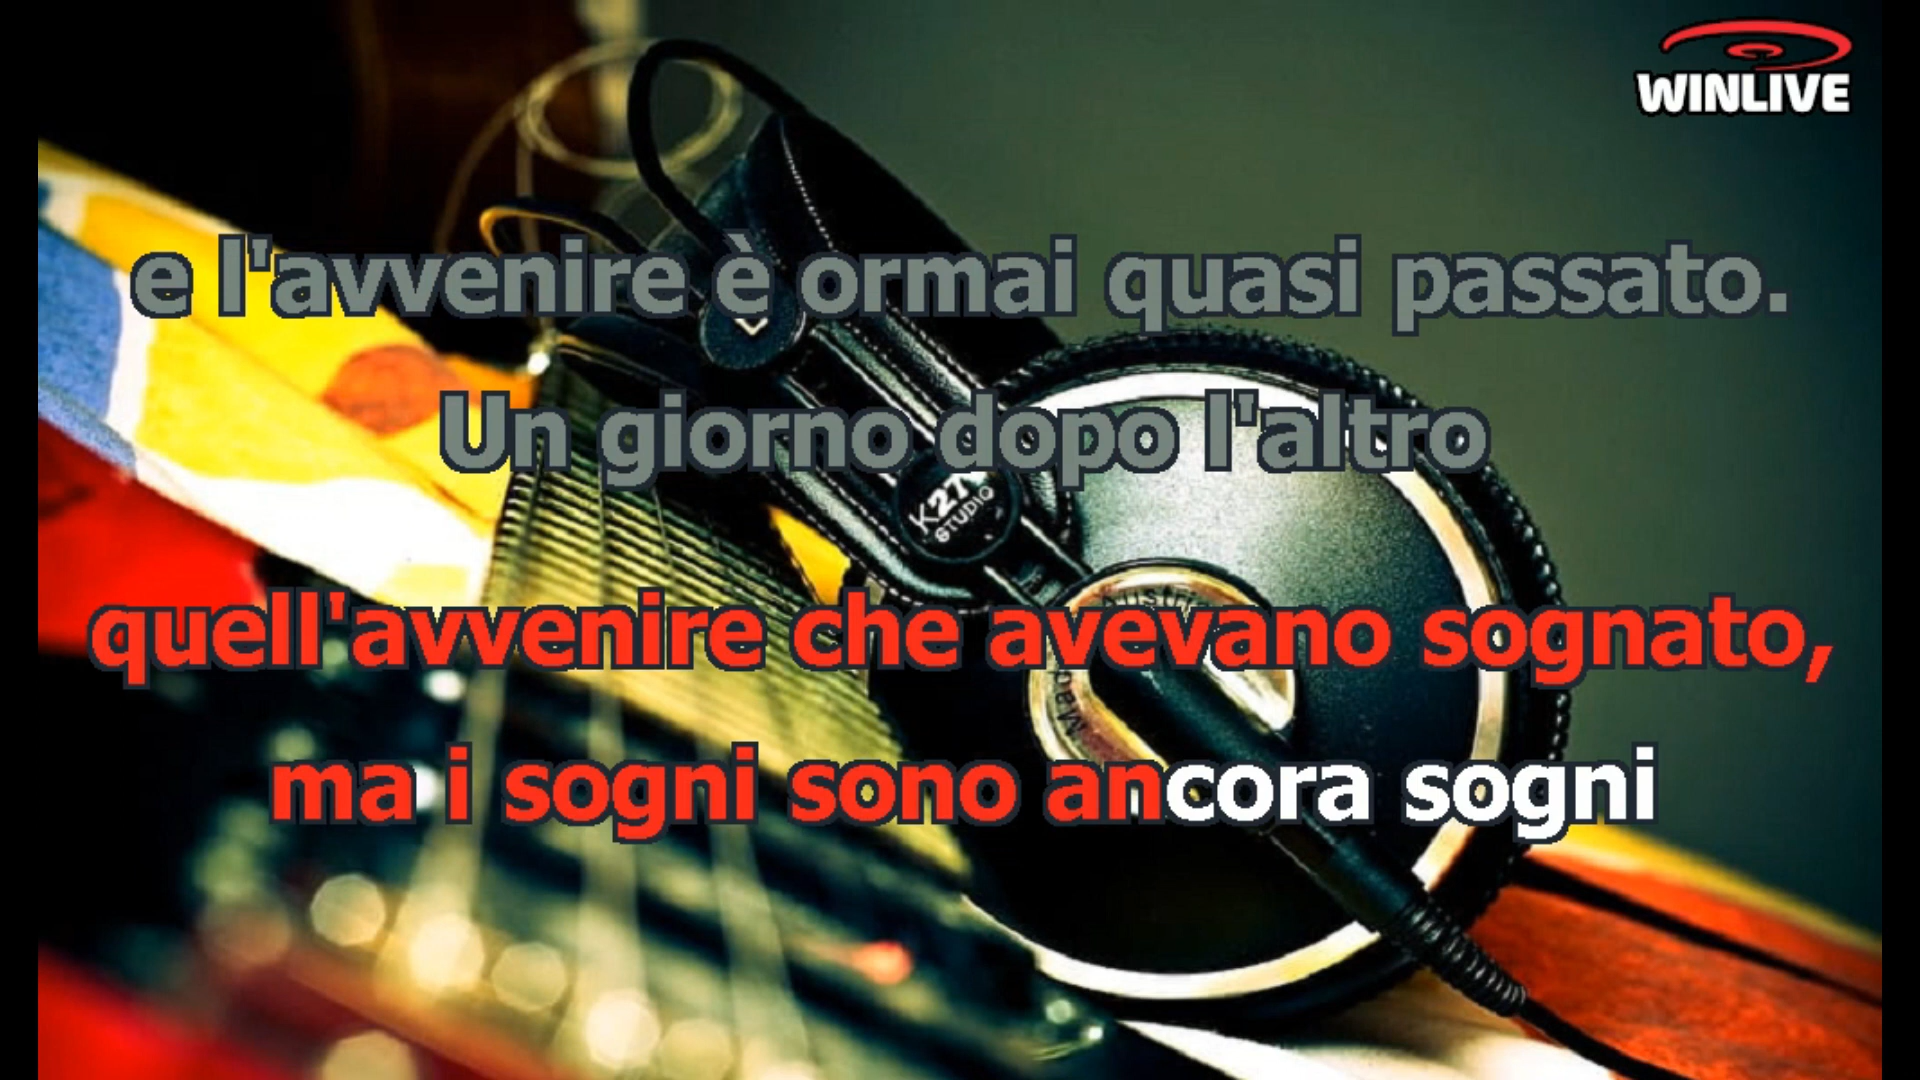 WINLIVE
e l'avvenire è ormai quasi passato.
Un giorno dopo l'altro
STUDIO
quell'avvenire che avevano sognato,
ma i sogni sono ancora sogni